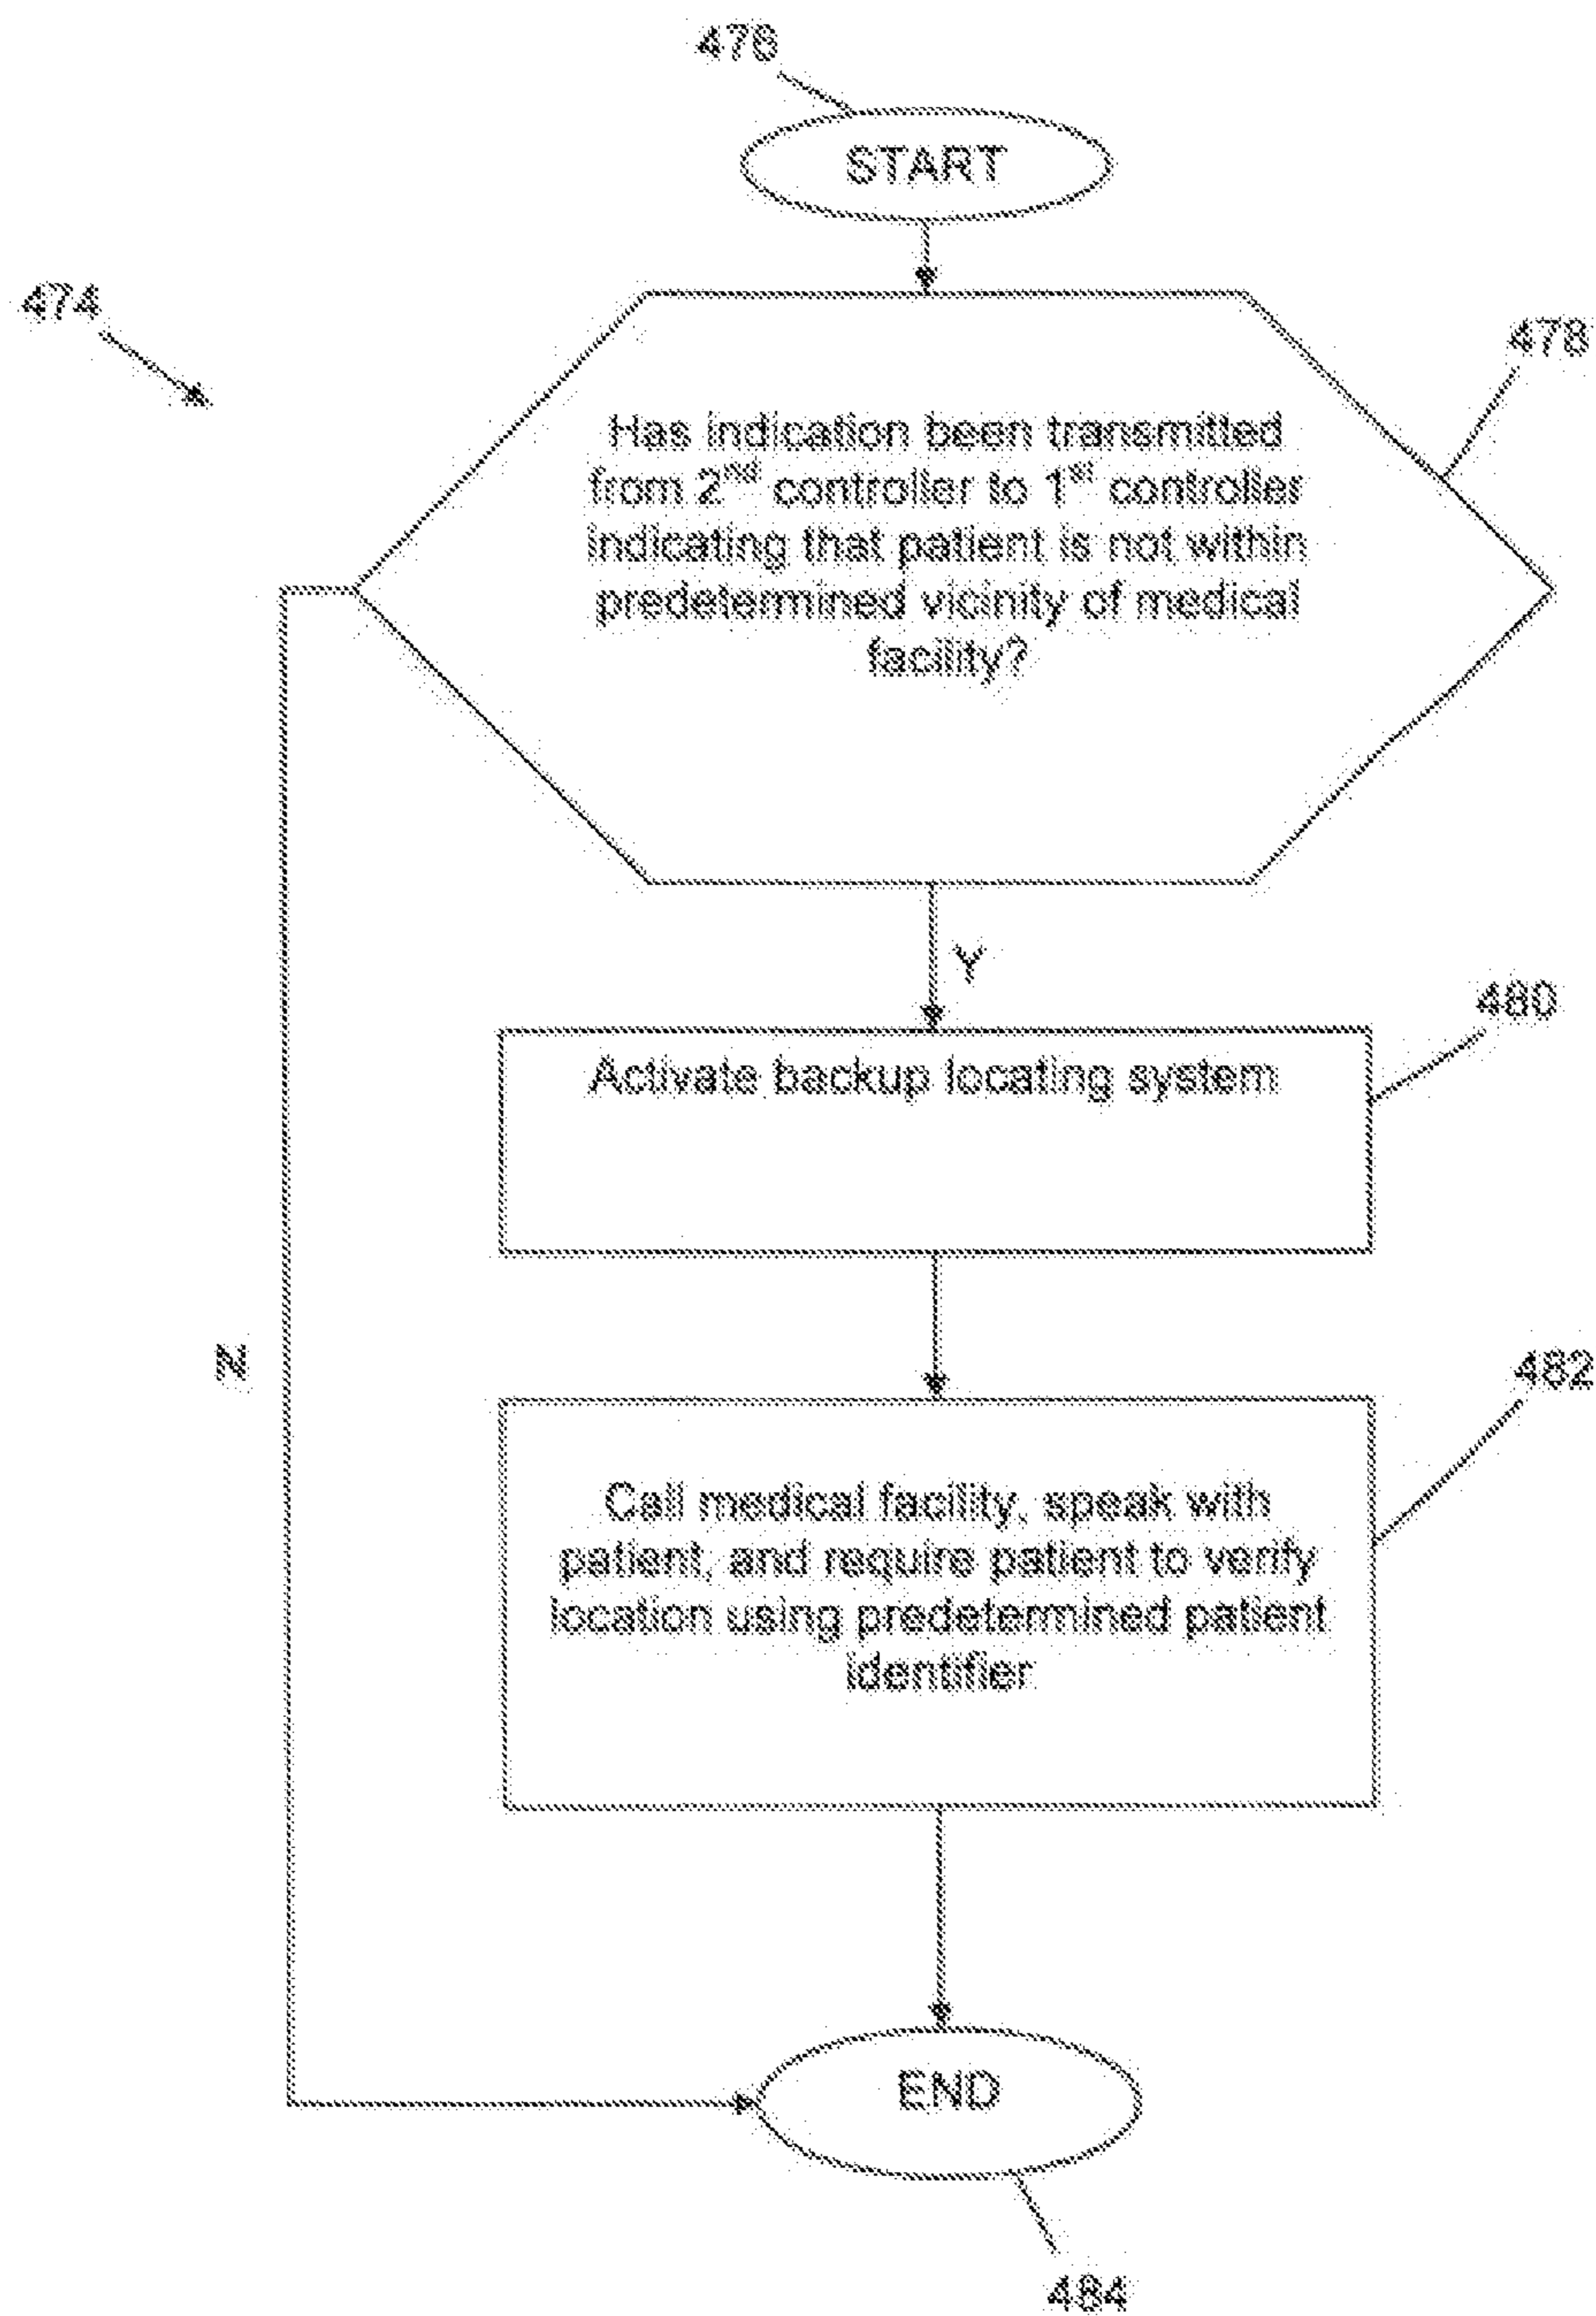 476
START
474
478
Has indication been transmitted
from 2nd controller to 1st controller
indicating that patient is not within
predetermined vicinity of medical
facility?
Y
480
Activate backup locating system
N
482
Call medical facility, speak with
patient, and require patient to verify
location using predetermined patient
identifier
END
484